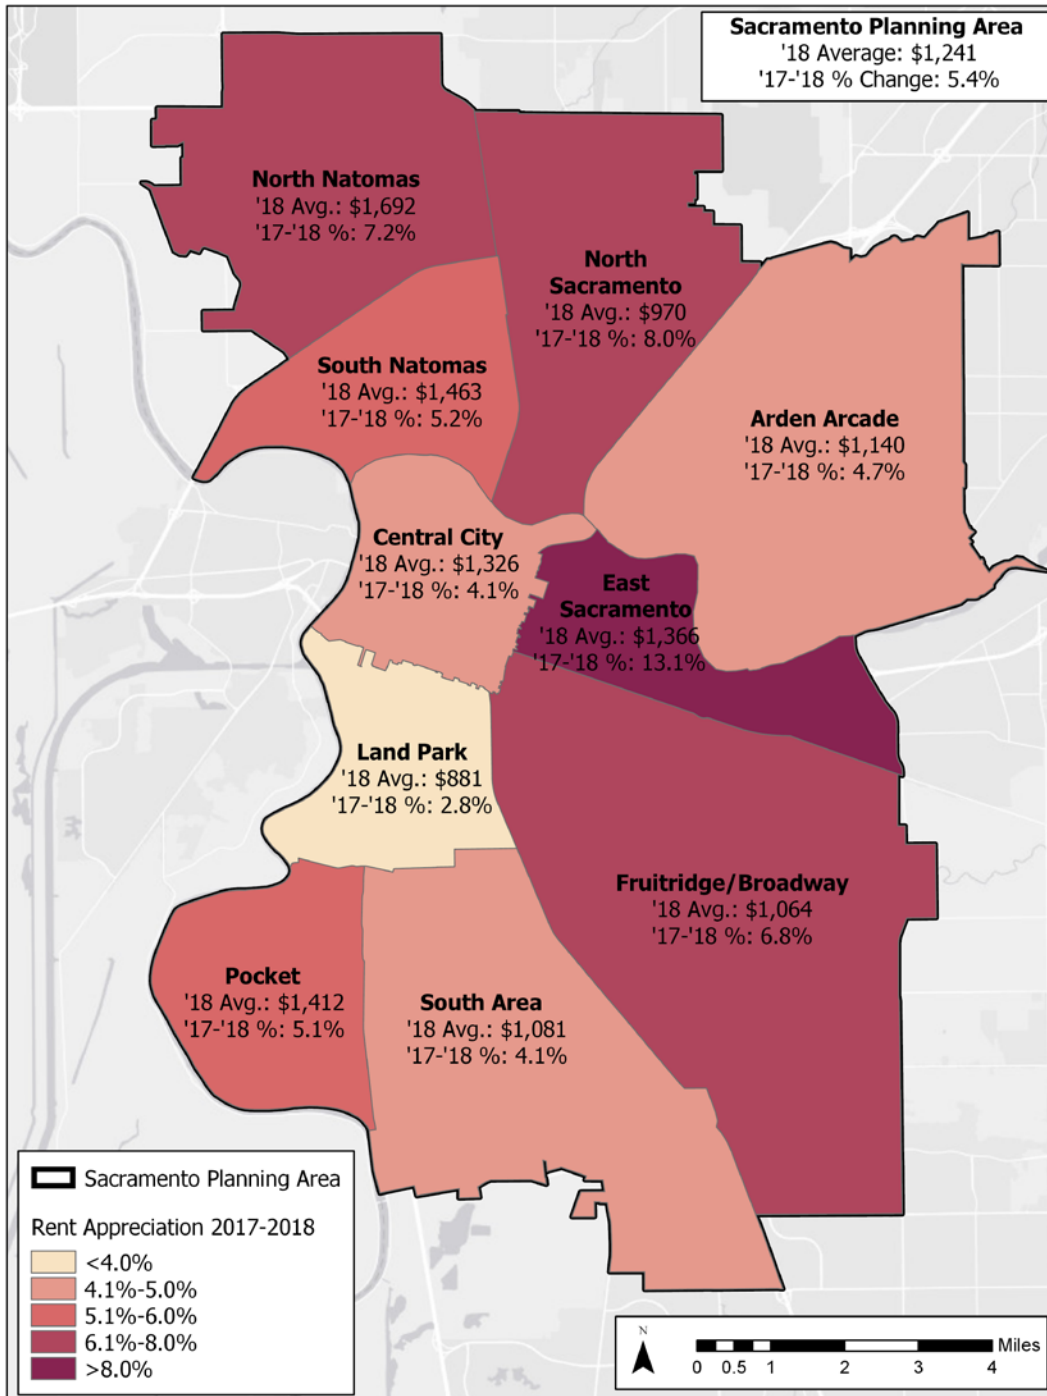 Sacramento Planning Area
'18 Average: $1,241
'17-'18 % Change: 5.4%
North Natomas
'18 Avg.: $1,692
'17-'18 %: 7.2%
North
Sacramento
'18 Avg.: $970
'17-'18 %: 8.0%
South Natomas
'18 Avg.: $1,463
'17-'18 %: 5.2%
Arden Arcade
'18 Avg.: $1,140
'17-'18 %: 4.7%
Central City
'18 Avg.: $1,326
'17-'18 %: 4.1%
East
Sacramento
'18 Avg.: $1,366
'17-'18 %: 13.1%
Land Park
'18 Avg.: $881
'17-'18 %: 2.8%
Fruitridge/Broadway
'18 Avg.: $1,064
'17-'18 %: 6.8%
Pocket
'18 Avg.: $1,412
'17-'18 %: 5.1%
South Area
'18 Avg.: $1,081
'17-'18 %: 4.1%
Sacramento Planning Area
Rent Appreciation 2017-2018
<4.0%
4.1%-5.0%
5.1%-6.0%
6.1%-8.0%
>8.0%
N
Miles
0 0.5 1 2 3 4